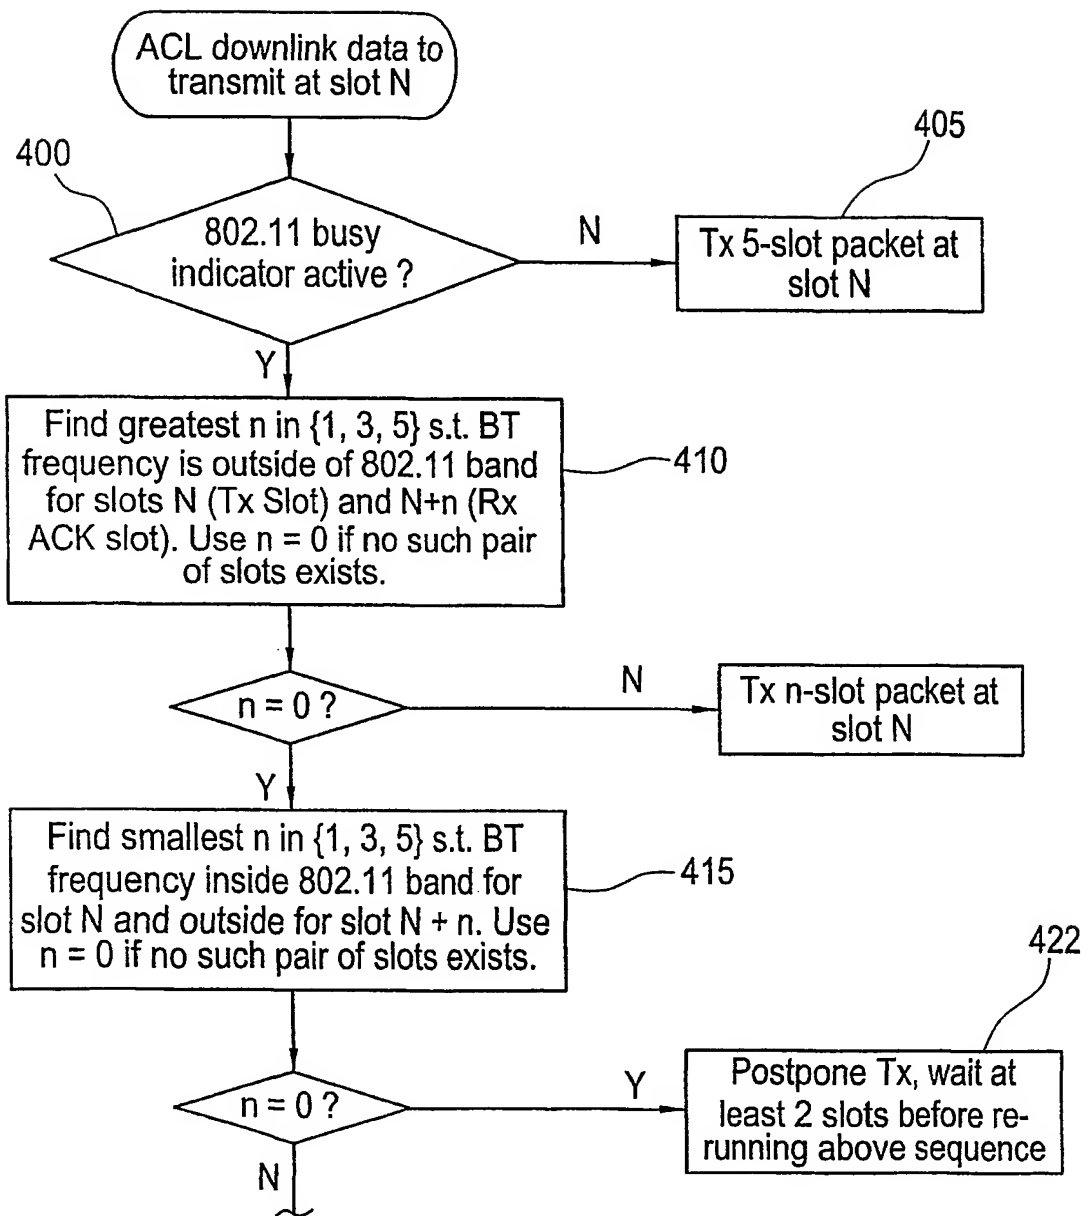 ACL downlink data to
transmit at slot N
400
405
802.11 busy
indicator active ?
N
Tx 5-slot packet at
slot N
Y
Find greatest n in {1, 3, 5} s.t. BT
frequency is outside of 802.11 band
for slots N (Tx Slot) and N+n (Rx
ACK slot). Use n = 0 if no such pair
of slots exists.
410
n = 0 ?
N
Tx n-slot packet at
slot N
Y
Find smallest n in {1, 3, 5} s.t. BT
frequency inside 802.11 band for
slot N and outside for slot N + n. Use
n = 0 if no such pair of slots exists.
415
422
n = 0 ?
Y
Postpone Tx, wait at
least 2 slots before re-
running above sequence
N